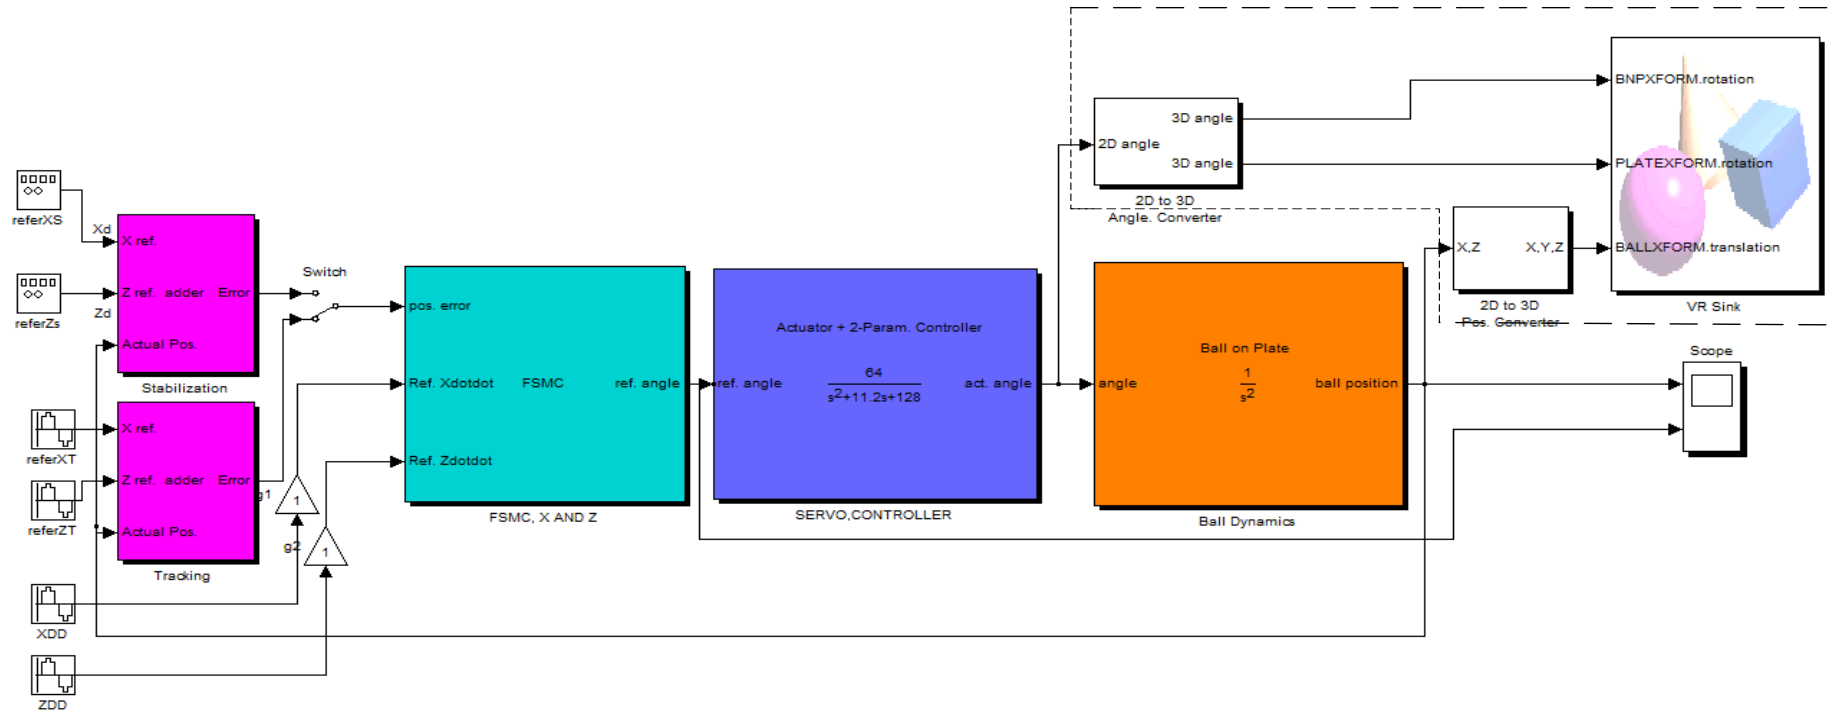 referXS
referZs
Xd
Zd
X ref.
Z ref. adder Error
Actual Pos.
Stabilization
Switch
referXT
referZT
X ref.
Z ref. adder Error
Actual Pos.
Tracking
XDD
ZDD
g1
1
g2
1
pos. error
Ref. Xdotdot FSMC ref. angle
Ref. Zdotdot
FSMC, X AND Z
Actuator + 2-Param. Controller
ref. angle 64 act. angle
s2+11.2s+128
SERVO,CONTROLLER
Ball on Plate
angle 1 ball position
s2
Ball Dynamics
3D angle
2D angle
3D angle
2D to 3D
Angle. Converter
X,Z X,Y,Z
2D to 3D
Pos. Converter
BNPXFORM.rotation
PLATEXFORM.rotation
BALLXFORM.translation
VR Sink
Scope